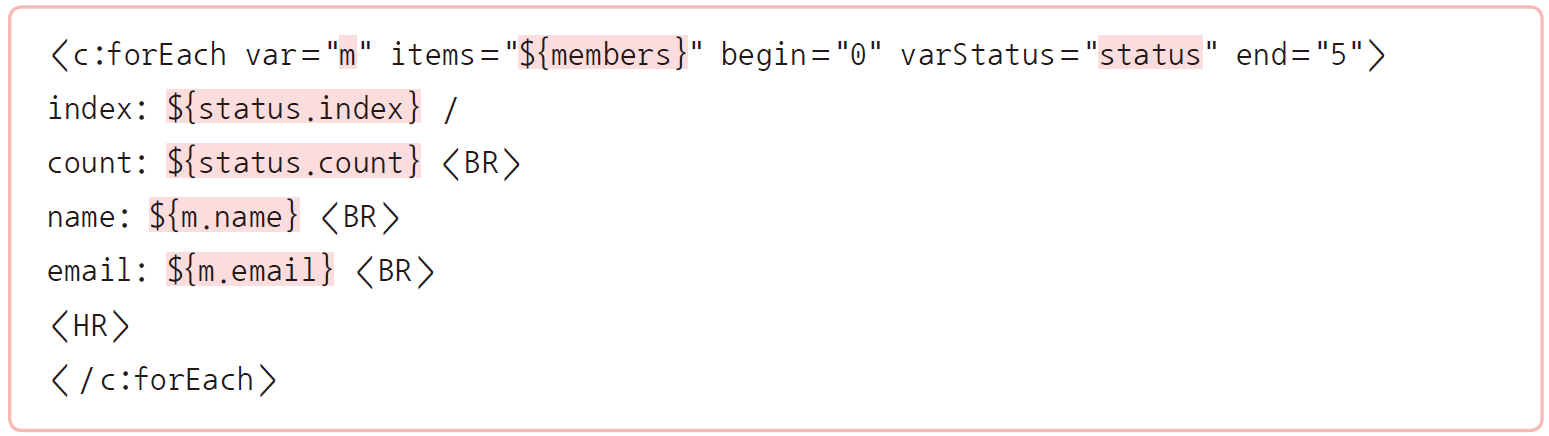 <c:forEach var="m" items="${members}" begin="0" varStatus="status" end="5">
index: ${status.index} /
count: ${status.count} <BR>
name: ${m.name} <BR>
email: ${m.email} <BR>
<HR>
</c:forEach>